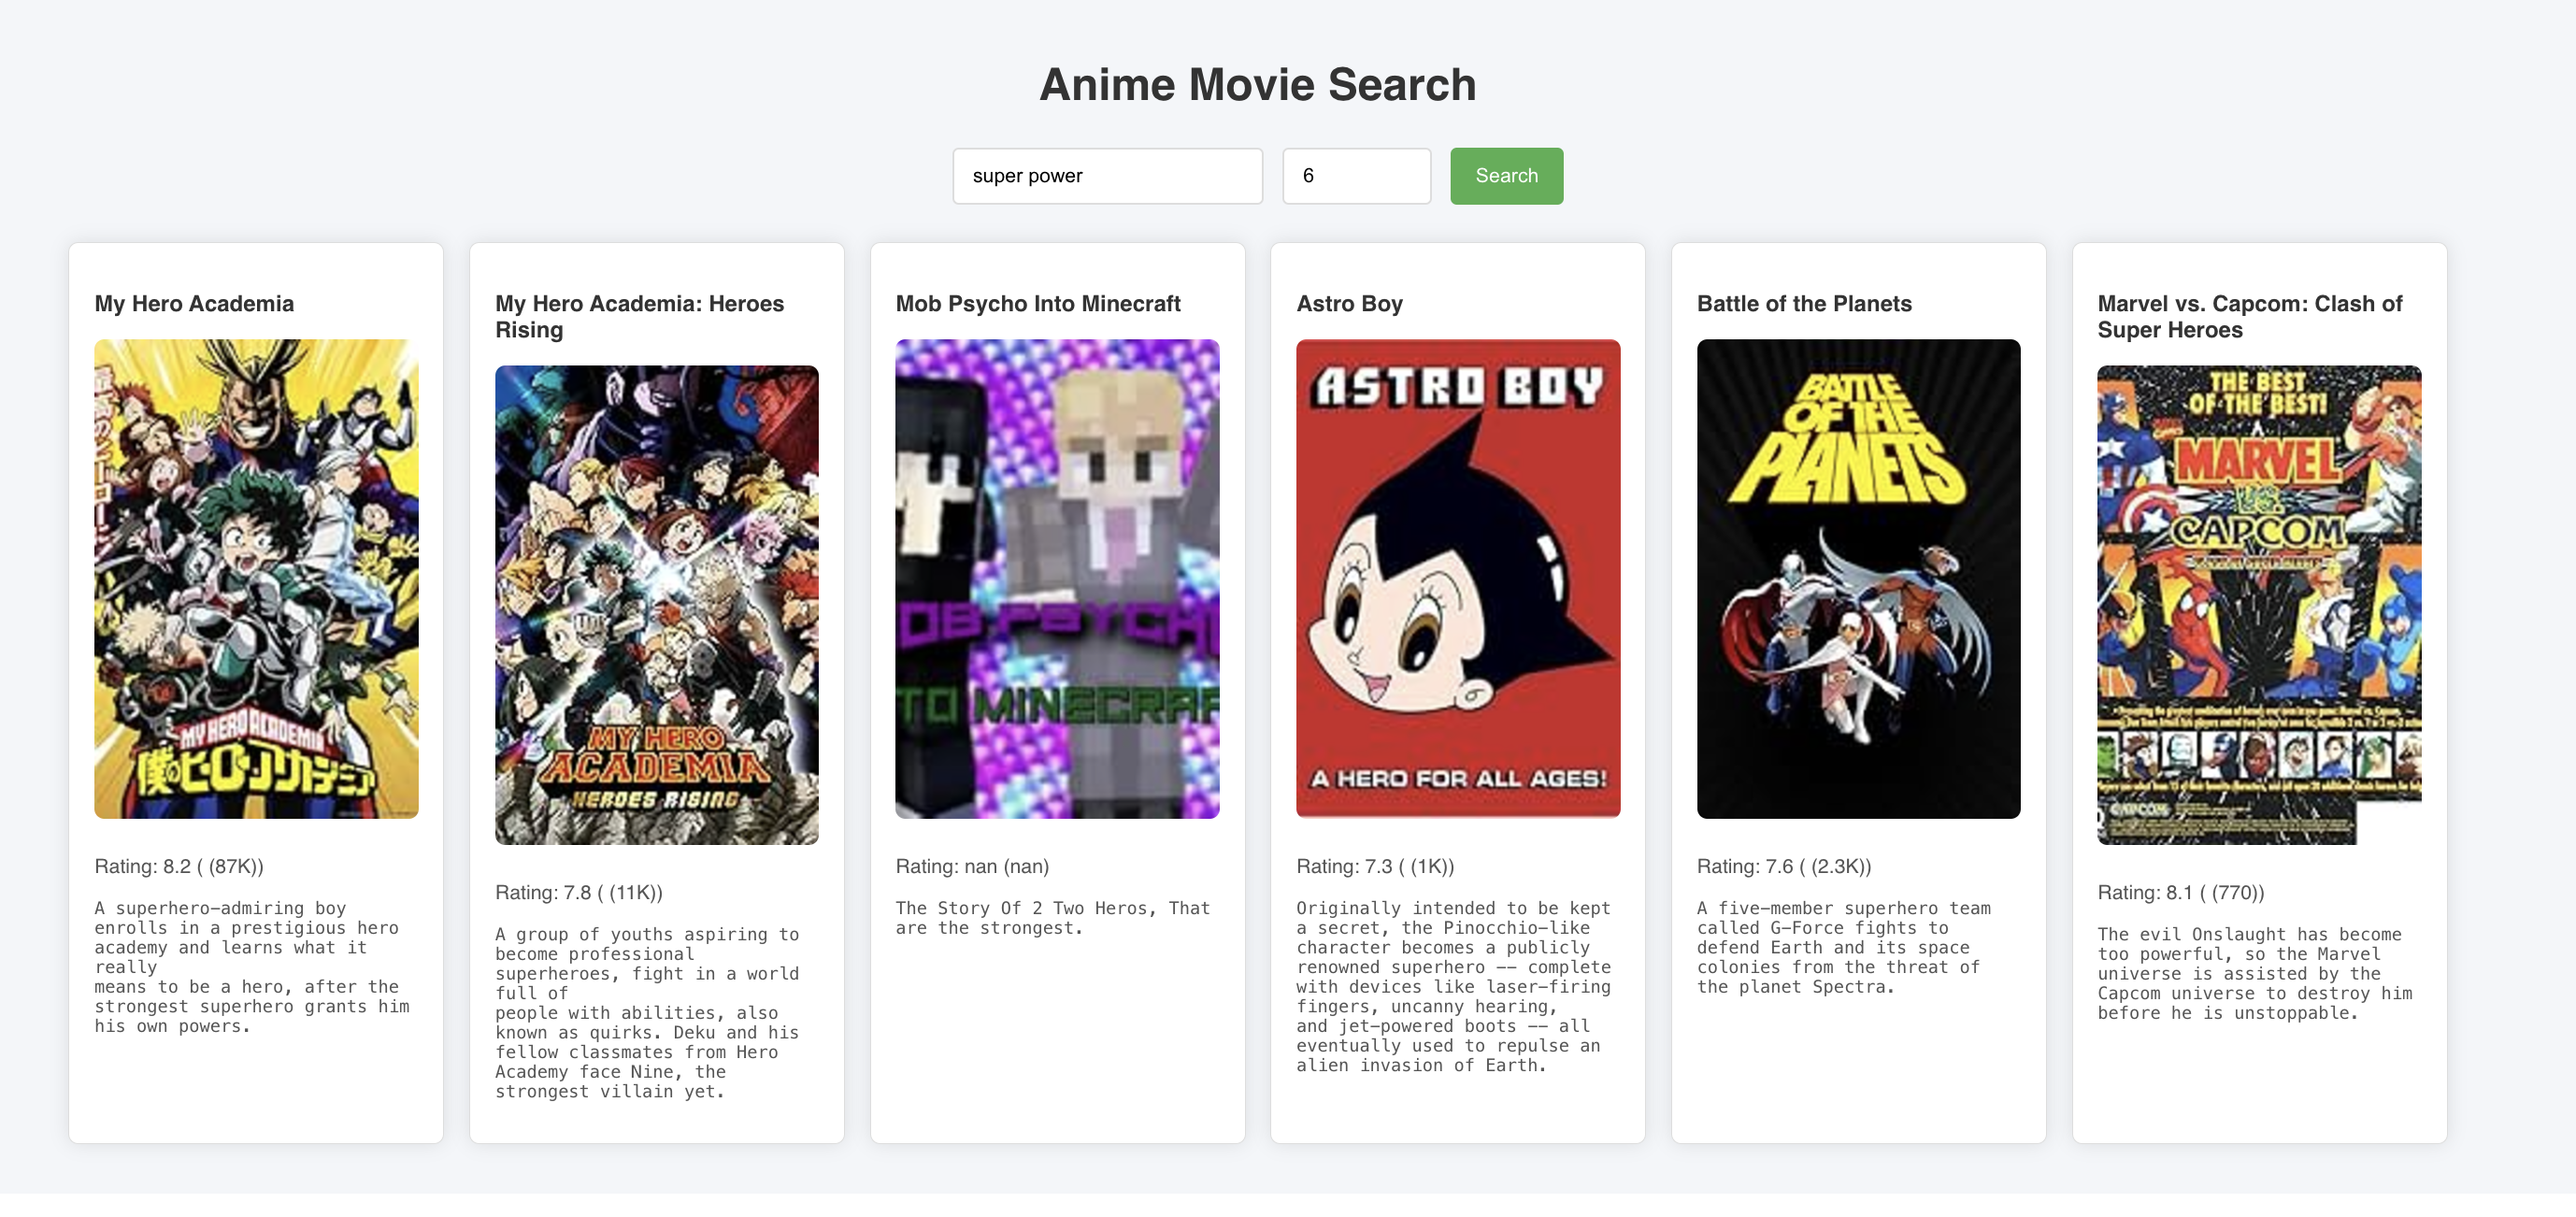 Anime Movie Search
super power
6
Search
My Hero Academia
MY HERO ACADEMIA
僕のヒーローアカデミア
Rating: 8.2 ( (87K))
A superhero-admiring boy
enrolls in a prestigious hero
academy and learns what it
really
means to be a hero, after the
strongest superhero grants him
his own powers.
My Hero Academia: Heroes
Rising
MY HERO
ACADEMIA
HEROES RISING
Rating: 7.8 ( (11K))
A group of youths aspiring to
become professional
superheroes, fight in a world
full of
people with abilities, also
known as quirks. Deku and his
fellow classmates from Hero
Academy face Nine, the
strongest villain yet.
Mob Psycho Into Minecraft
OB PSYCH
TO MINECRAF
Rating: nan (nan)
The Story Of 2 Two Heros, That
are the strongest.
Astro Boy
ASTRO BOY
A HERO FOR ALL AGES!
Rating: 7.3 ( (1K))
Originally intended to be kept
a secret, the Pinocchio-like
character becomes a publicly
renowned superhero -- complete
with devices like laser-firing
fingers, uncanny hearing,
and jet-powered boots -- all
eventually used to repulse an
alien invasion of Earth.
Battle of the Planets
BATTLE
OF THE
PLANETS
Rating: 7.6 ( (2.3K))
A five-member superhero team
called G-Force fights to
defend Earth and its space
colonies from the threat of
the planet Spectra.
Marvel vs. Capcom: Clash of
Super Heroes
THE BEST
OF THE BEST!
MARVEL
VS.
CAPCOM
CAPCOM
Rating: 8.1 ( (770))
The evil Onslaught has become
too powerful, so the Marvel
universe is assisted by the
Capcom universe to destroy him
before he is unstoppable.